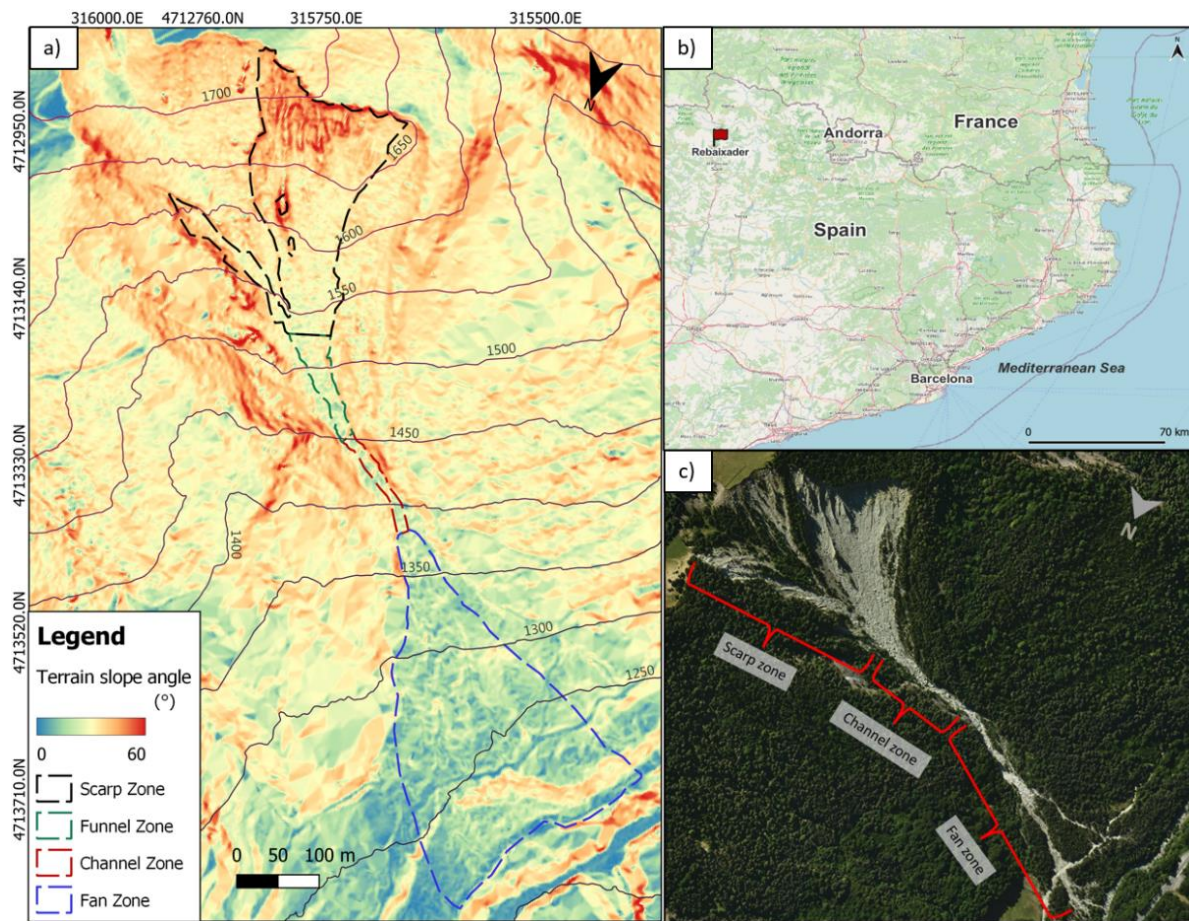 316000.0E 4712760.0N 315750.0E 315500.0E
a)
4712950.0N
4713140.0N
4713330.0N
4713520.0N
4713710.0N
N
1700
1650
1600
1550
1500
1450
1400
1350
1300
1250
Legend
Terrain slope angle
(°)
0 60
Scarp Zone
Funnel Zone
Channel Zone
Fan Zone
0 50 100 m
b)
N
Rebaixader
Andorra
France
Spain
Barcelona
Mediterranean Sea
0 70 km
c)
N
Scarp zone
Channel zone
Fan zone